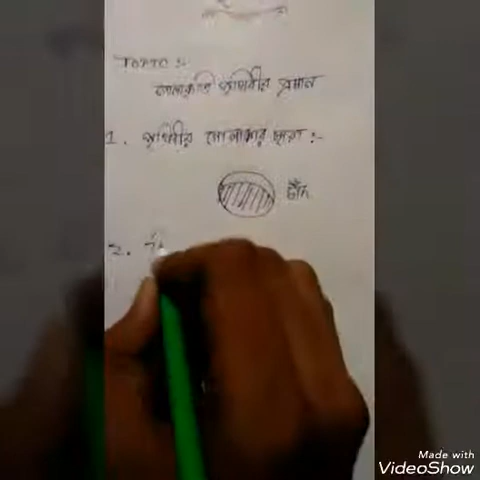 TOPIC :-
গোলাকৃতি পৃথিবীর প্রমান
1. পৃথিবীর গোলাকার ছায়া :-
চাঁদ
2.
Made with
VideoShow